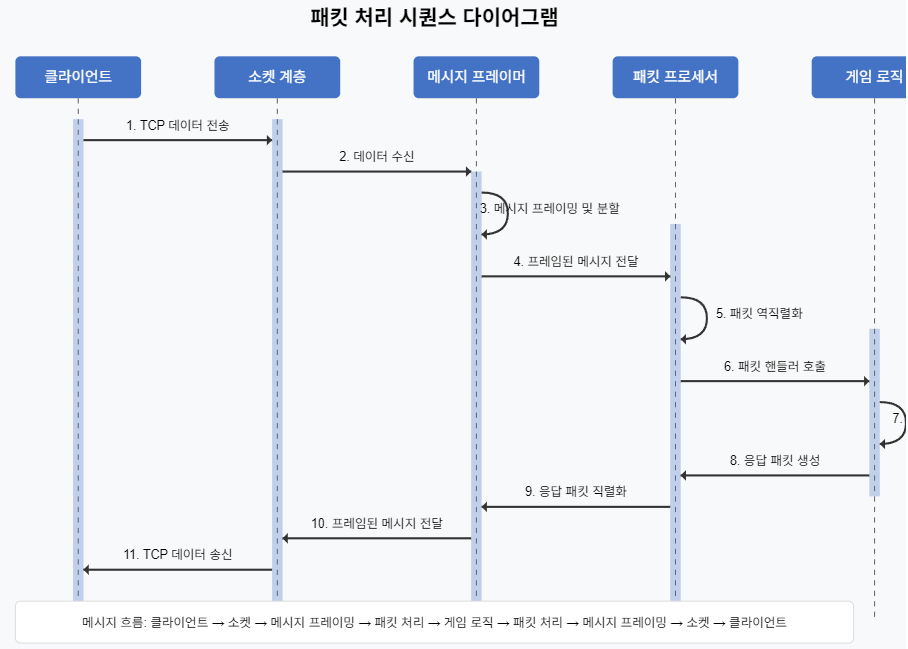 패킷 처리 시퀀스 다이어그램
클라이언트
소켓 계층
메시지 프레이머
패킷 프로세서
게임 로직
1. TCP 데이터 전송
2. 데이터 수신
3. 메시지 프레이밍 및 분할
4. 프레임된 메시지 전달
5. 패킷 역직렬화
6. 패킷 핸들러 호출
7.
8. 응답 패킷 생성
9. 응답 패킷 직렬화
10. 프레임된 메시지 전달
11. TCP 데이터 송신
메시지 흐름: 클라이언트 → 소켓 → 메시지 프레이밍 → 패킷 처리 → 게임 로직 → 패킷 처리 → 메시지 프레이밍 → 소켓 → 클라이언트